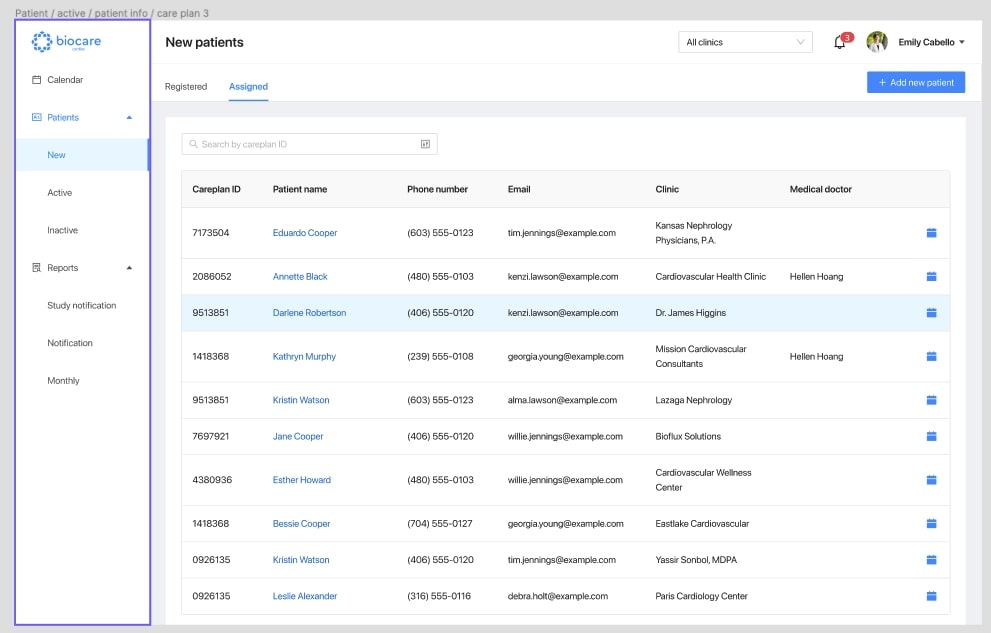 Patient / active / patient info / care plan 3
biocare
cardiac
New patients
All clinics
3
Emily Cabello
Calendar
Patients
New
Active
Inactive
Reports
Study notification
Notification
Monthly
Registered
Assigned
+ Add new patient
Search by careplan ID
Careplan ID Patient name Phone number Email Clinic Medical doctor
7173504 Eduardo Cooper (603) 555-0123 tim.jennings@example.com Kansas Nephrology
Physicians, P.A.
2086052 Annette Black (480) 555-0103 kenzi.lawson@example.com Cardiovascular Health Clinic Hellen Hoang
9513851 Darlene Robertson (406) 555-0120 kenzi.lawson@example.com Dr. James Higgins
1418368 Kathryn Murphy (239) 555-0108 georgia.young@example.com Mission Cardiovascular
Consultants Hellen Hoang
9513851 Kristin Watson (603) 555-0123 alma.lawson@example.com Lazaga Nephrology
7697921 Jane Cooper (406) 555-0120 willie.jennings@example.com Bioflux Solutions
4380936 Esther Howard (480) 555-0103 willie.jennings@example.com Cardiovascular Wellness
Center
1418368 Bessie Cooper (704) 555-0127 georgia.young@example.com Eastlake Cardiovascular
0926135 Kristin Watson (406) 555-0120 tim.jennings@example.com Yassir Sonbol, MDPA
0926135 Leslie Alexander (316) 555-0116 debra.holt@example.com Paris Cardiology Center